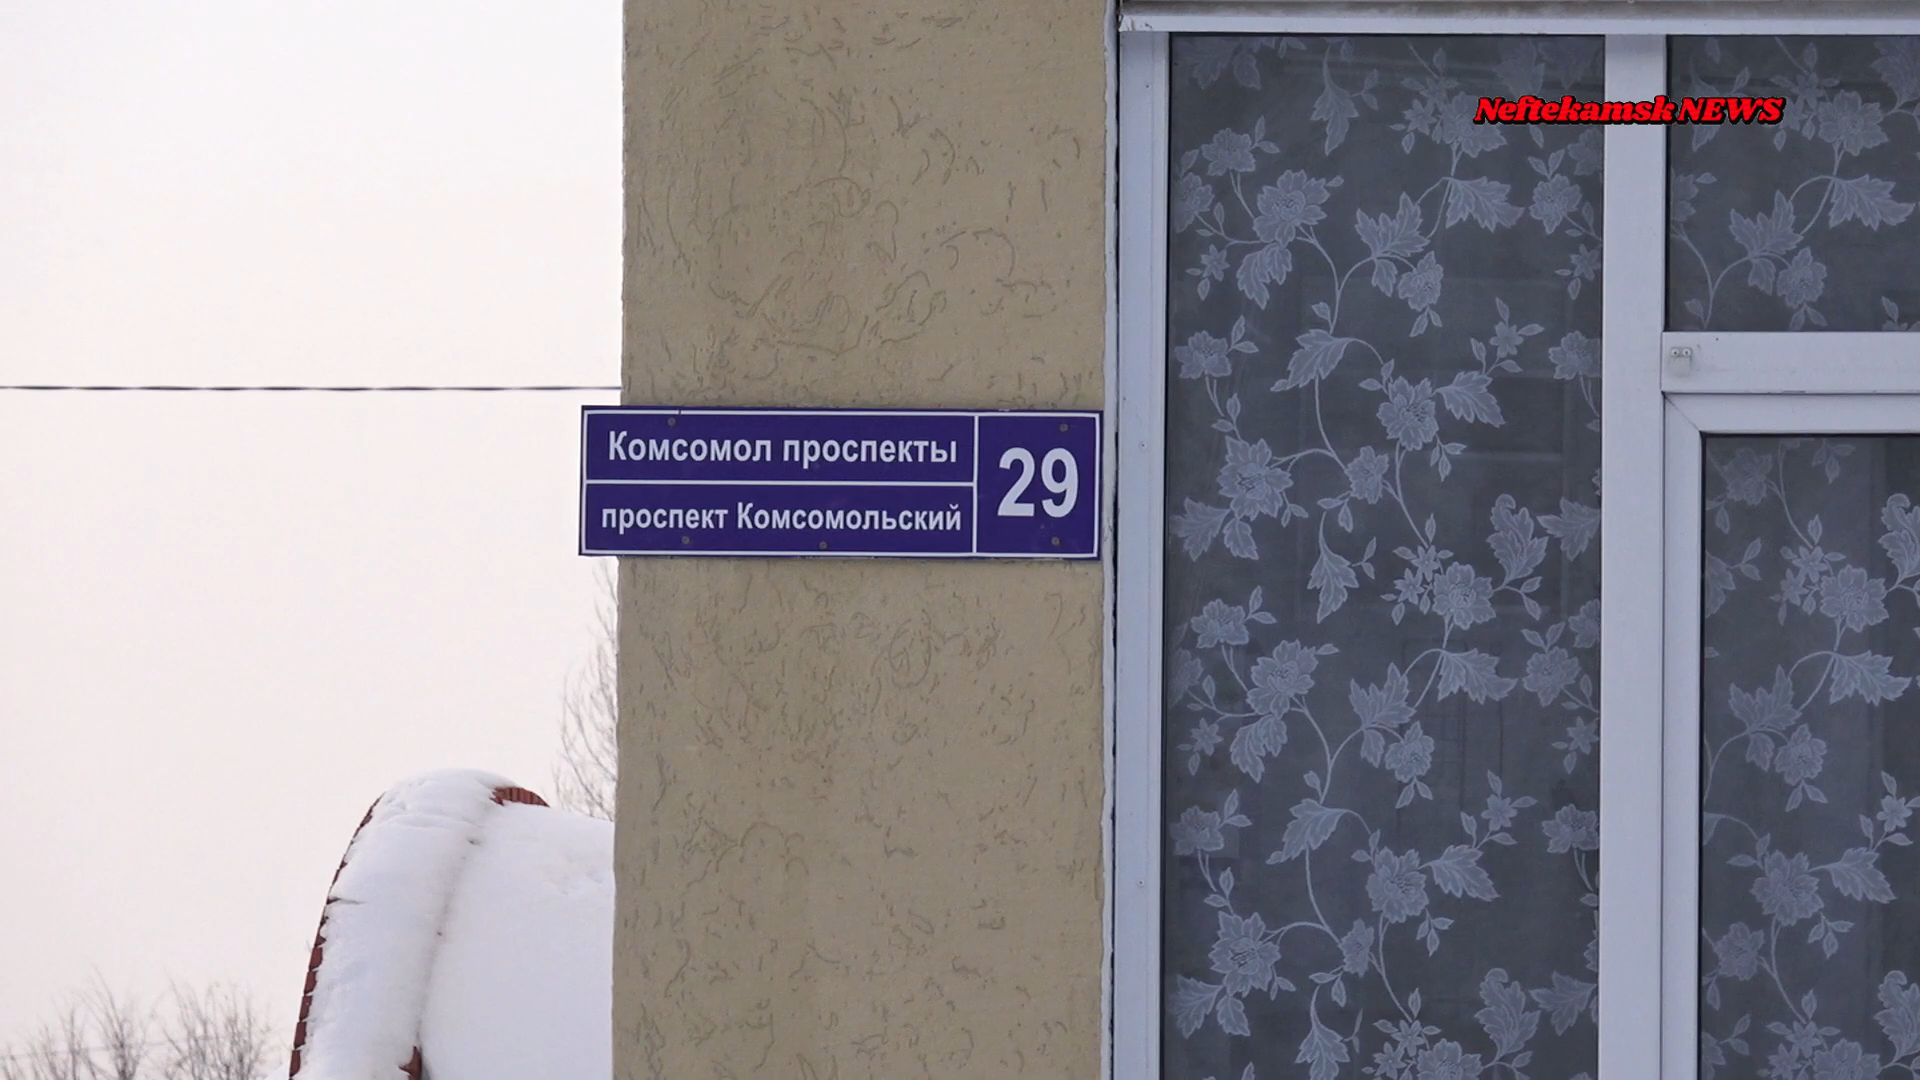 Neftekamsk NEWS
Комсомол проспекты
проспект Комсомольский
29